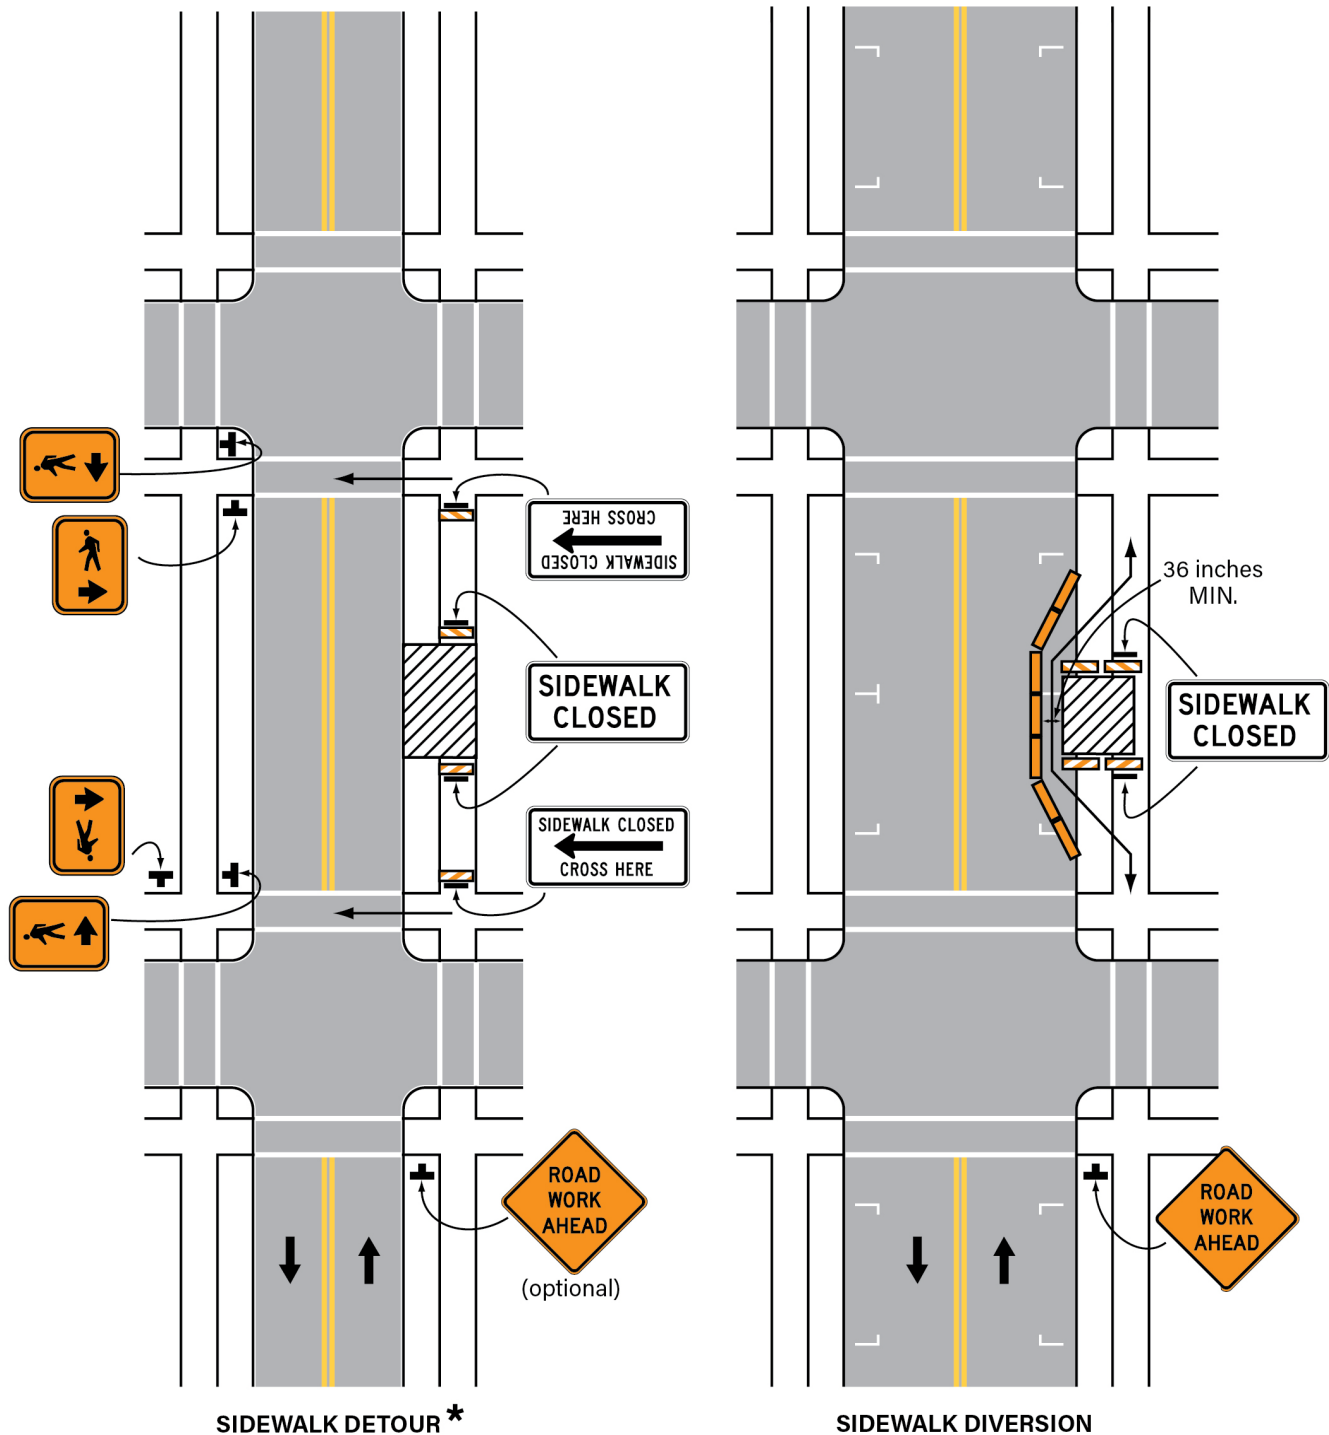 CROSS HERE
SIDEWALK CLOSED
SIDEWALK
CLOSED
SIDEWALK CLOSED
CROSS HERE
ROAD
WORK
AHEAD
(optional)
SIDEWALK DETOUR *
36 inches
MIN.
SIDEWALK
CLOSED
ROAD
WORK
AHEAD
SIDEWALK DIVERSION